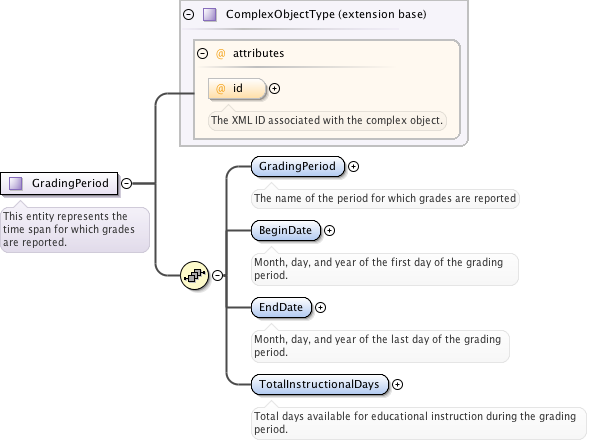 ComplexObjectType (extension base)
@ attributes
@ id
The XML ID associated with the complex object.
GradingPeriod
This entity represents the
time span for which grades
are reported.
GradingPeriod
The name of the period for which grades are reported
BeginDate
Month, day, and year of the first day of the grading
period.
EndDate
Month, day, and year of the last day of the grading
period.
TotalInstructionalDays
Total days available for educational instruction during the grading
period.